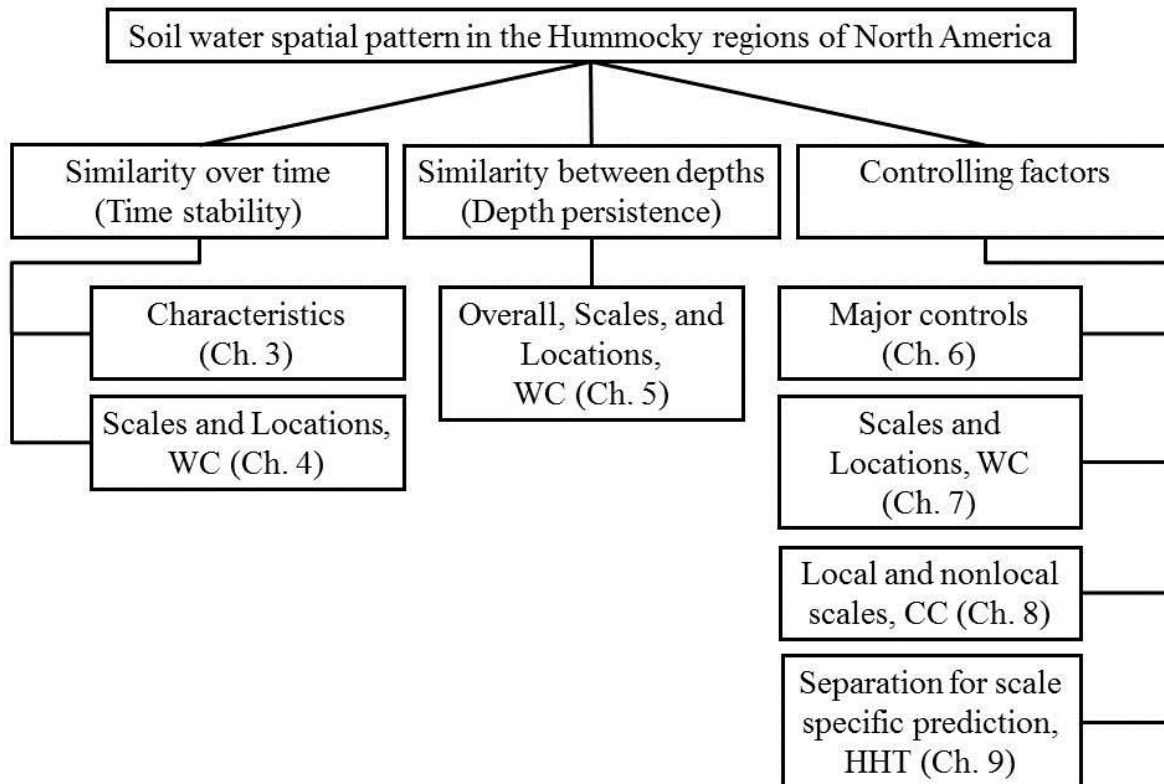 Soil water spatial pattern in the Hummocky regions of North America
Similarity over time
(Time stability)
Similarity between depths
(Depth persistence)
Controlling factors
Characteristics
(Ch. 3)
Scales and Locations,
WC (Ch. 4)
Overall, Scales, and
Locations,
WC (Ch. 5)
Major controls
(Ch. 6)
Scales and
Locations, WC
(Ch. 7)
Local and nonlocal
scales, CC (Ch. 8)
Separation for scale
specific prediction,
HHT (Ch. 9)